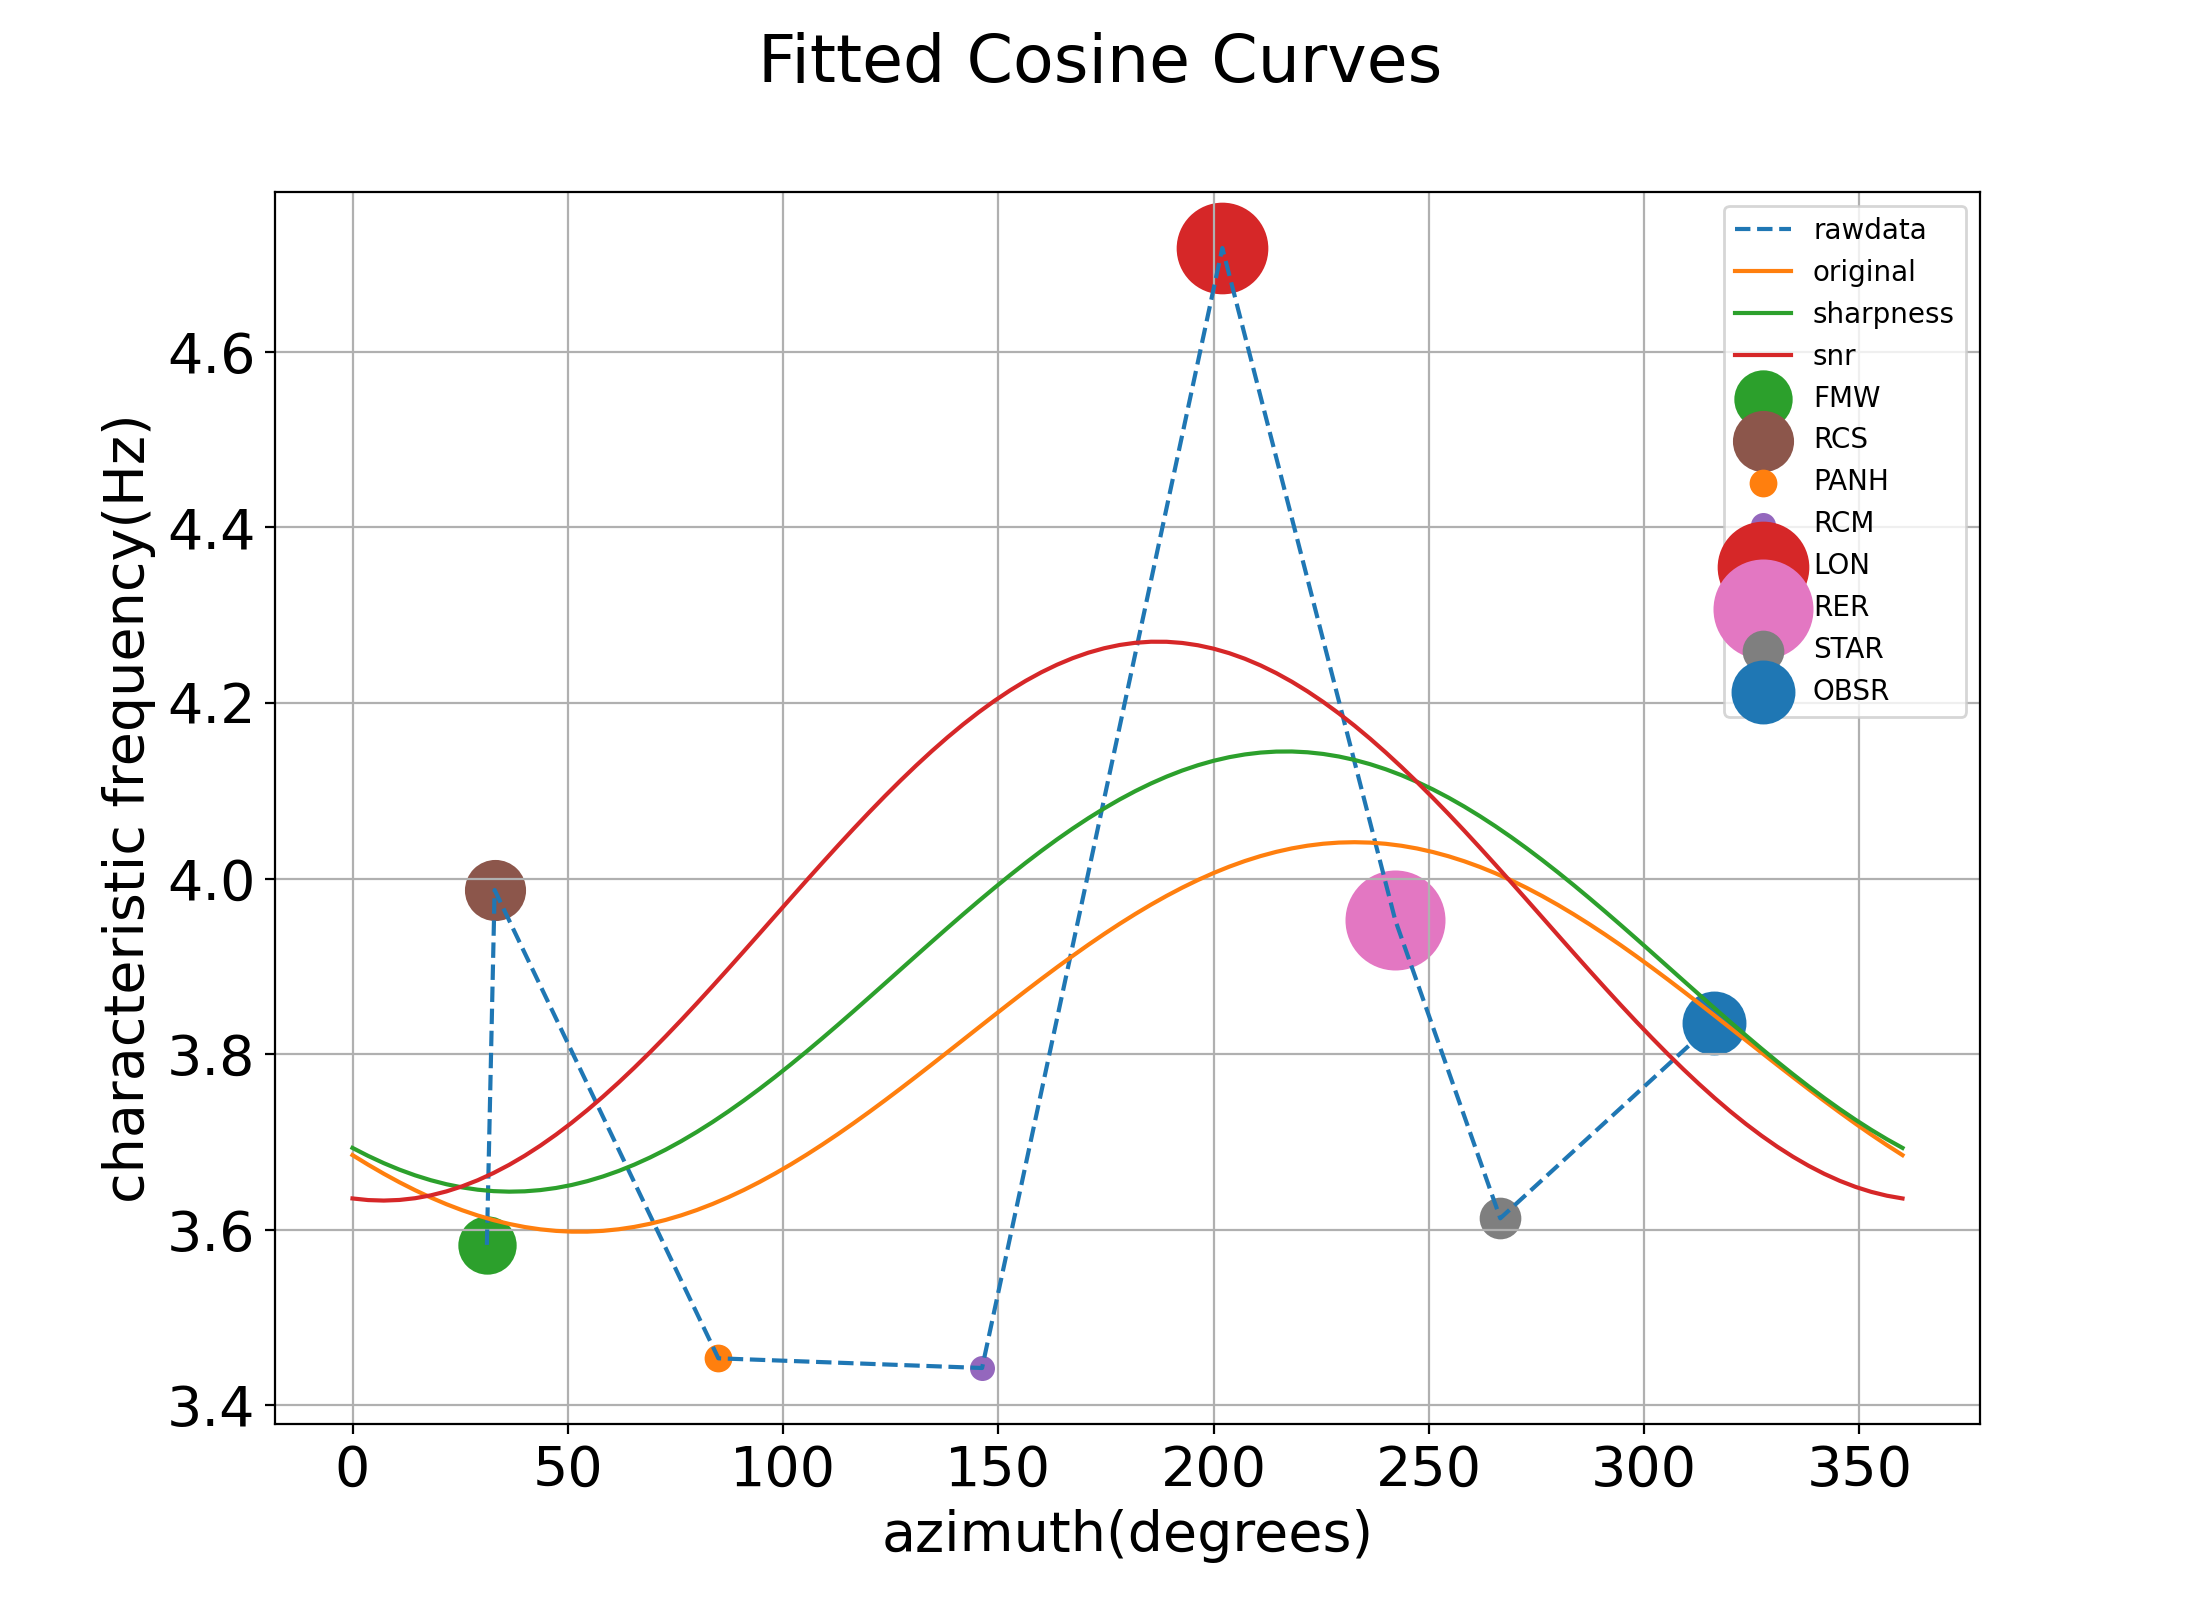 Fitted Cosine Curves
characteristic frequency(Hz)
4.6
4.4
4.2
4.0
3.8
3.6
3.4
0 50 100 150 200 250 300 350
azimuth(degrees)
rawdata
original
sharpness
snr
FMW
RCS
PANH
RCM
LON
RER
STAR
OBSR